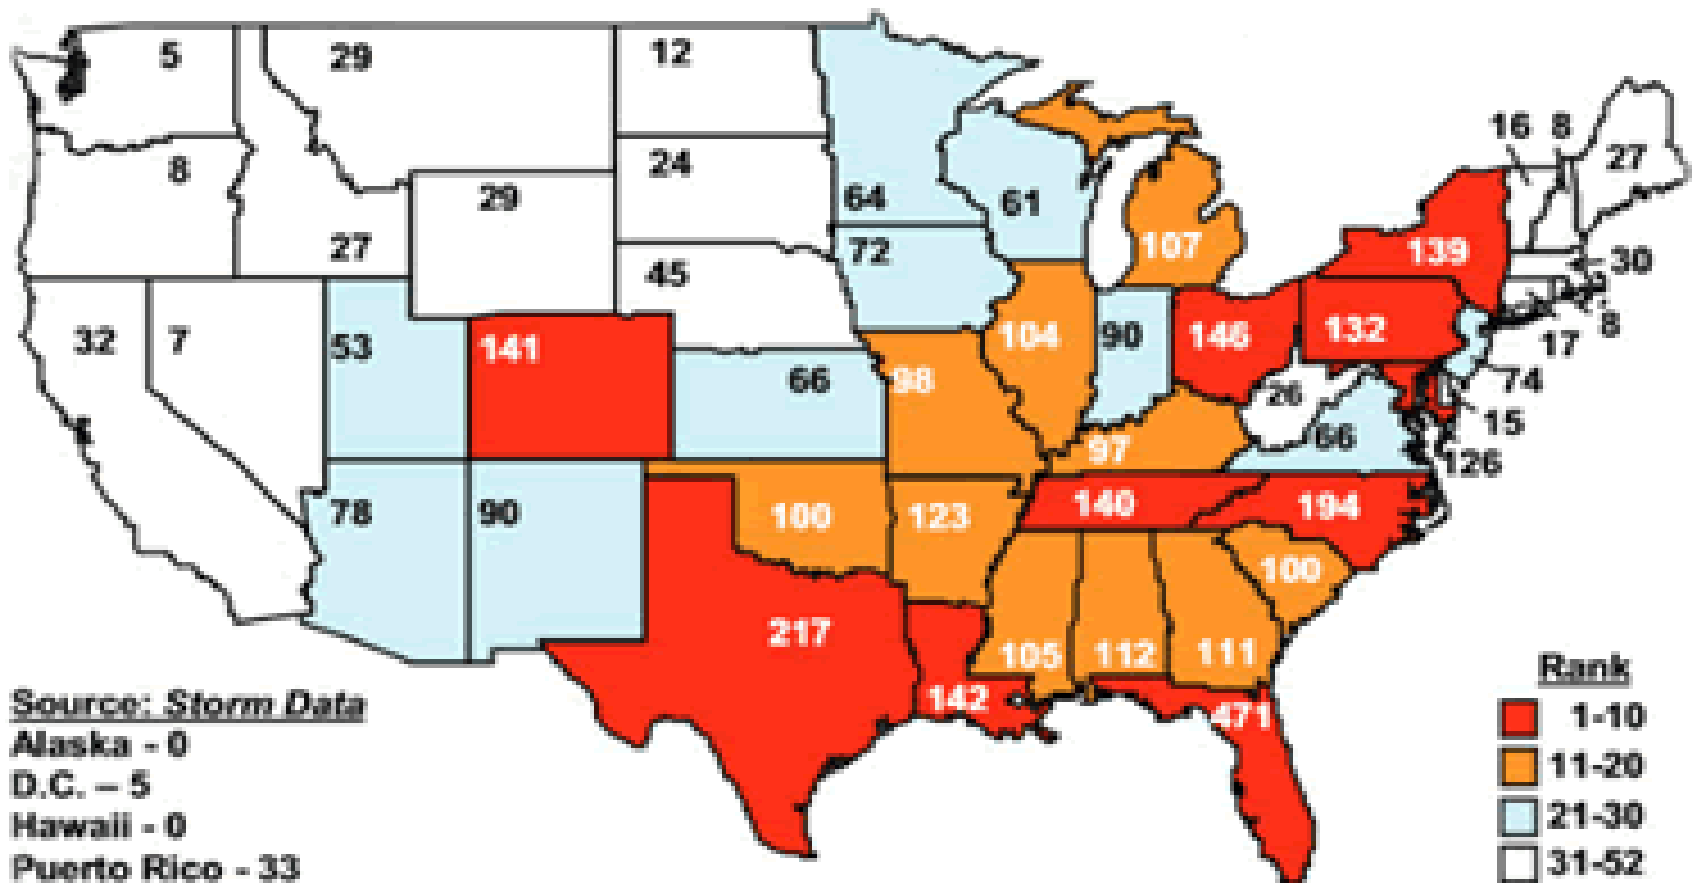 5 29 12
16 8
27
8 29 24
64 61
27 107 139 30
45 72
32 7 53 141 104 90 146 132 8
17
66 98 26 74
15
97 66 126
78 90 100 123 140 194
100
217 105 112 111
142 471
Source: Storm Data
Alaska - 0
D.C. – 5
Hawaii - 0
Puerto Rico - 33
Rank
1-10
11-20
21-30
31-52